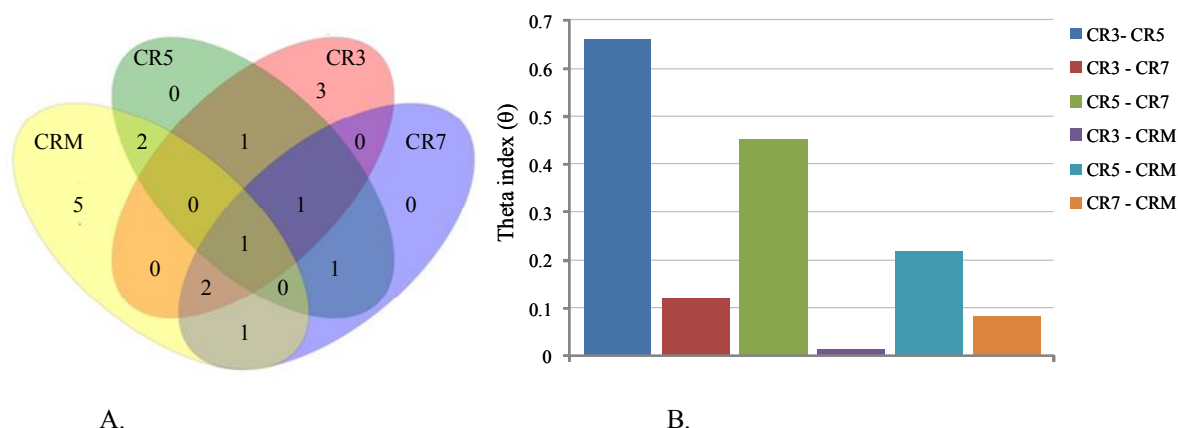 CR5
CR3
0
3
CRM
2
1
0
CR7
5
0
1
0
1
0
2
0
1
1
A.
Theta index (θ)
0.7
0.6
0.5
0.4
0.3
0.2
0.1
0
CR3- CR5
CR3 - CR7
CR5 - CR7
CR3 - CRM
CR5 - CRM
CR7 - CRM
B.